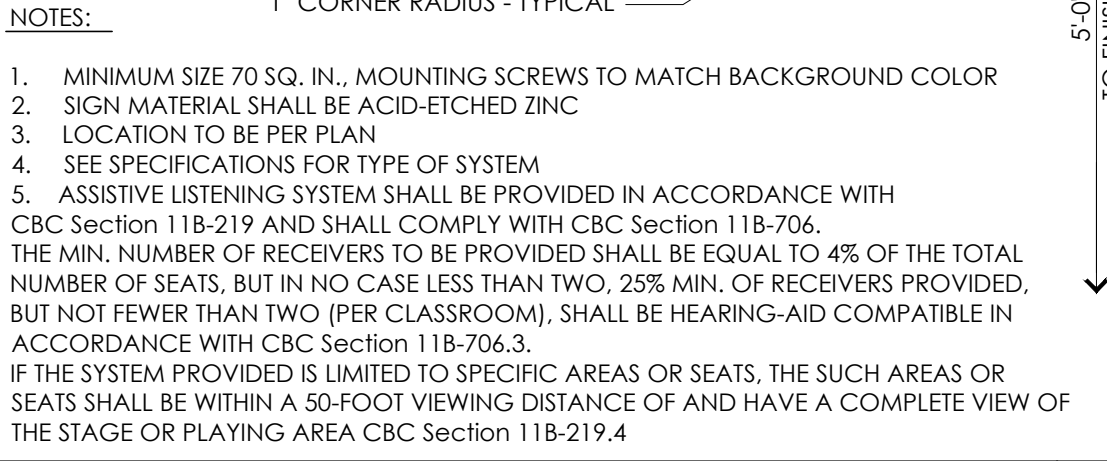 1" CORNER RADIUS - TYPICAL
NOTES:
5'-0"
1. MINIMUM SIZE 70 SQ. IN., MOUNTING SCREWS TO MATCH BACKGROUND COLOR
2. SIGN MATERIAL SHALL BE ACID-ETCHED ZINC
3. LOCATION TO BE PER PLAN
4. SEE SPECIFICATIONS FOR TYPE OF SYSTEM
5. ASSISTIVE LISTENING SYSTEM SHALL BE PROVIDED IN ACCORDANCE WITH
CBC Section 11B-219 AND SHALL COMPLY WITH CBC Section 11B-706.
THE MIN. NUMBER OF RECEIVERS TO BE PROVIDED SHALL BE EQUAL TO 4% OF THE TOTAL
NUMBER OF SEATS, BUT IN NO CASE LESS THAN TWO, 25% MIN. OF RECEIVERS PROVIDED,
BUT NOT FEWER THAN TWO (PER CLASSROOM), SHALL BE HEARING-AID COMPATIBLE IN
ACCORDANCE WITH CBC Section 11B-706.3.
IF THE SYSTEM PROVIDED IS LIMITED TO SPECIFIC AREAS OR SEATS, THE SUCH AREAS OR
SEATS SHALL BE WITHIN A 50-FOOT VIEWING DISTANCE OF AND HAVE A COMPLETE VIEW OF
THE STAGE OR PLAYING AREA CBC Section 11B-219.4